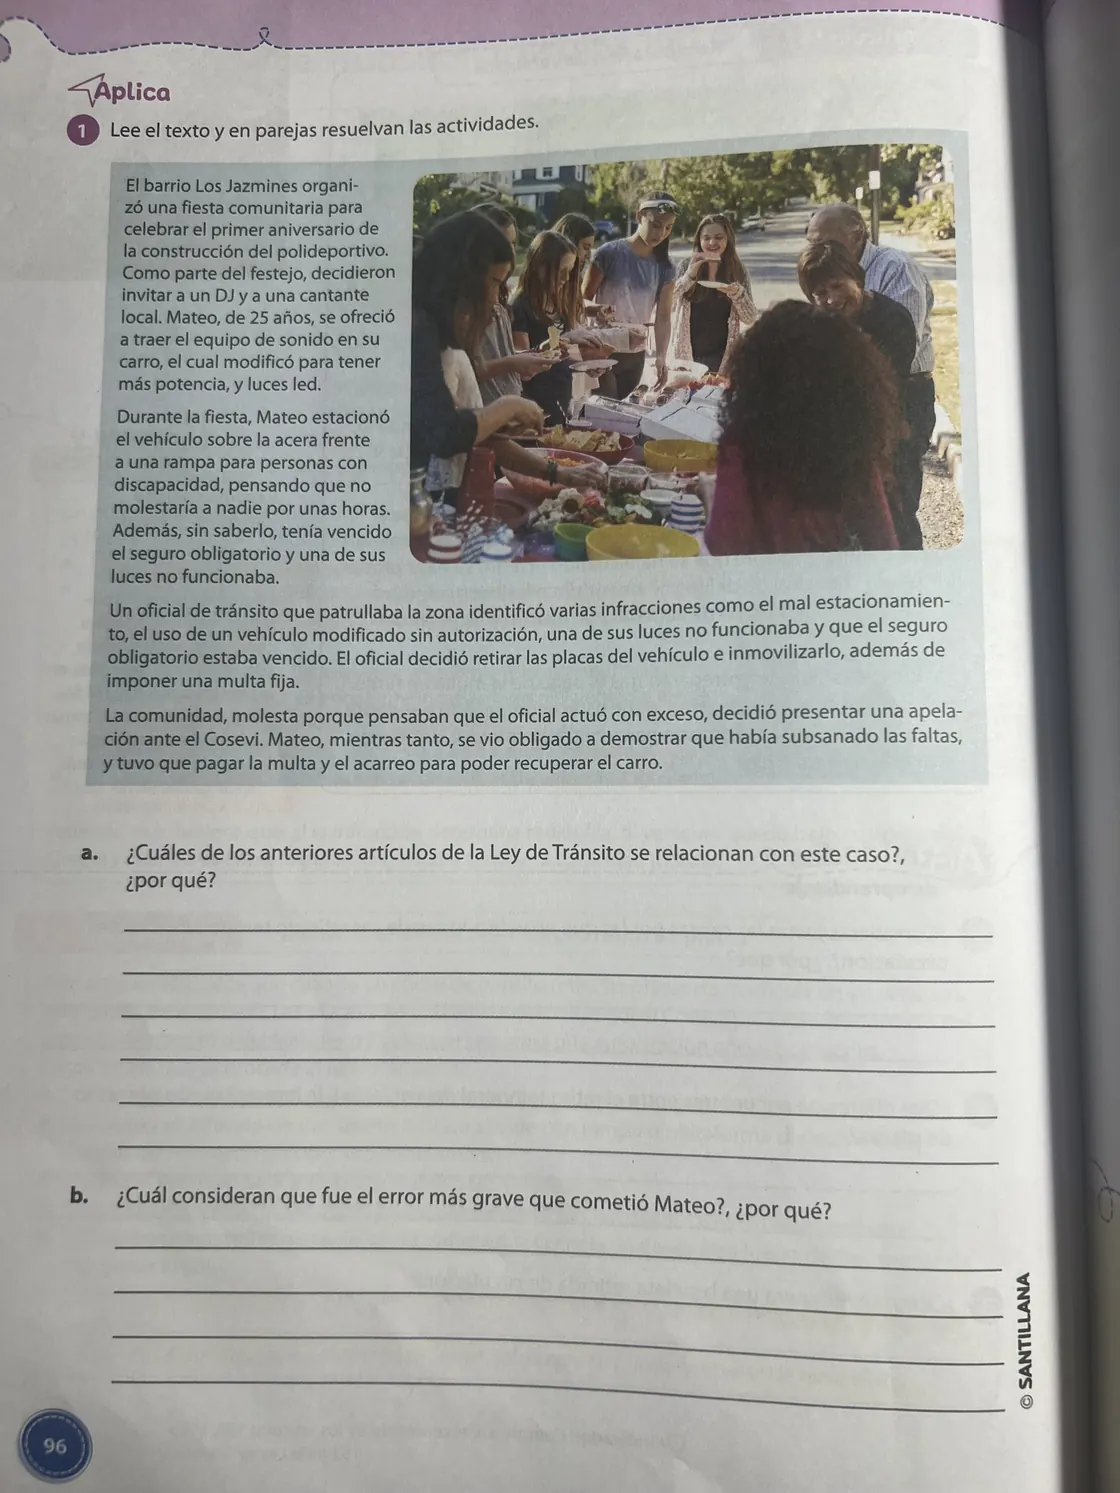 Aplica
1 Lee el texto y en parejas resuelvan las actividades.
El barrio Los Jazmines organi-
zó una fiesta comunitaria para
celebrar el primer aniversario de
la construcción del polideportivo.
Como parte del festejo, decidieron
invitar a un DJ y a una cantante
local. Mateo, de 25 años, se ofreció
a traer el equipo de sonido en su
carro, el cual modificó para tener
más potencia, y luces led.
Durante la fiesta, Mateo estacionó
el vehículo sobre la acera frente
a una rampa para personas con
discapacidad, pensando que no
molestaría a nadie por unas horas.
Además, sin saberlo, tenía vencido
el seguro obligatorio y una de sus
luces no funcionaba.
Un oficial de tránsito que patrullaba la zona identificó varias infracciones como el mal estacionamien-
to, el uso de un vehículo modificado sin autorización, una de sus luces no funcionaba y que el seguro
obligatorio estaba vencido. El oficial decidió retirar las placas del vehículo e inmovilizarlo, además de
imponer una multa fija.
La comunidad, molesta porque pensaban que el oficial actuó con exceso, decidió presentar una apela-
ción ante el Cosevi. Mateo, mientras tanto, se vio obligado a demostrar que había subsanado las faltas,
y tuvo que pagar la multa y el acarreo para poder recuperar el carro.
a. ¿Cuáles de los anteriores artículos de la Ley de Tránsito se relacionan con este caso?,
¿por qué?
b. ¿Cuál consideran que fue el error más grave que cometió Mateo?, ¿por qué?
© SANTILLANA
96